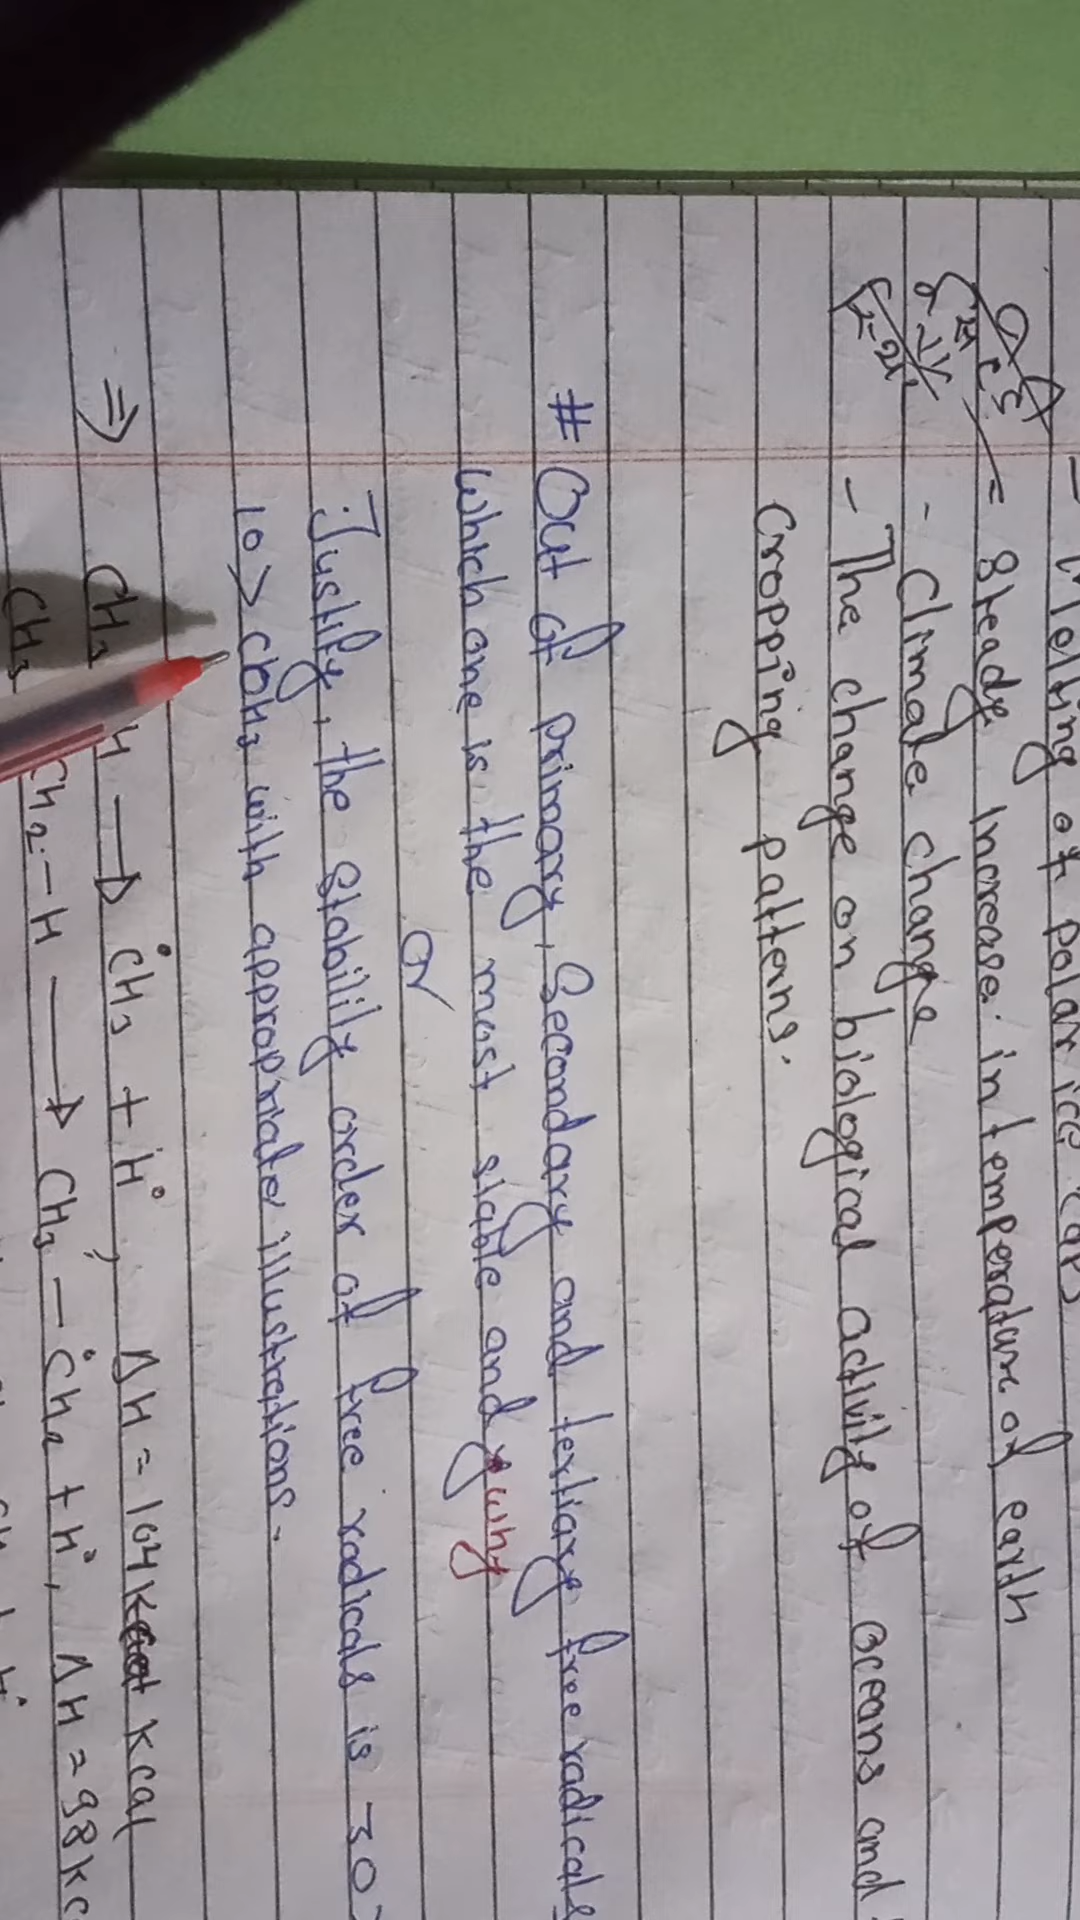 - Melting of polar ice caps
= Steady increase in temperature of earth
- Climate change
- The change on biological activity of oceans and
cropping pattens.
# Out of primary, Secondary and tertiary free radicals
which one is the most stable and why
Or
Justify, the stability order of free radicals is 30>
10 > CH3 with appropriate illustrations.
⇒ CH3 H → ĊH3 + H°, ΔH = 104 kcal
CH3 CH2 - H → CH3 - ĊH2 + H°, ΔH = 98 kc